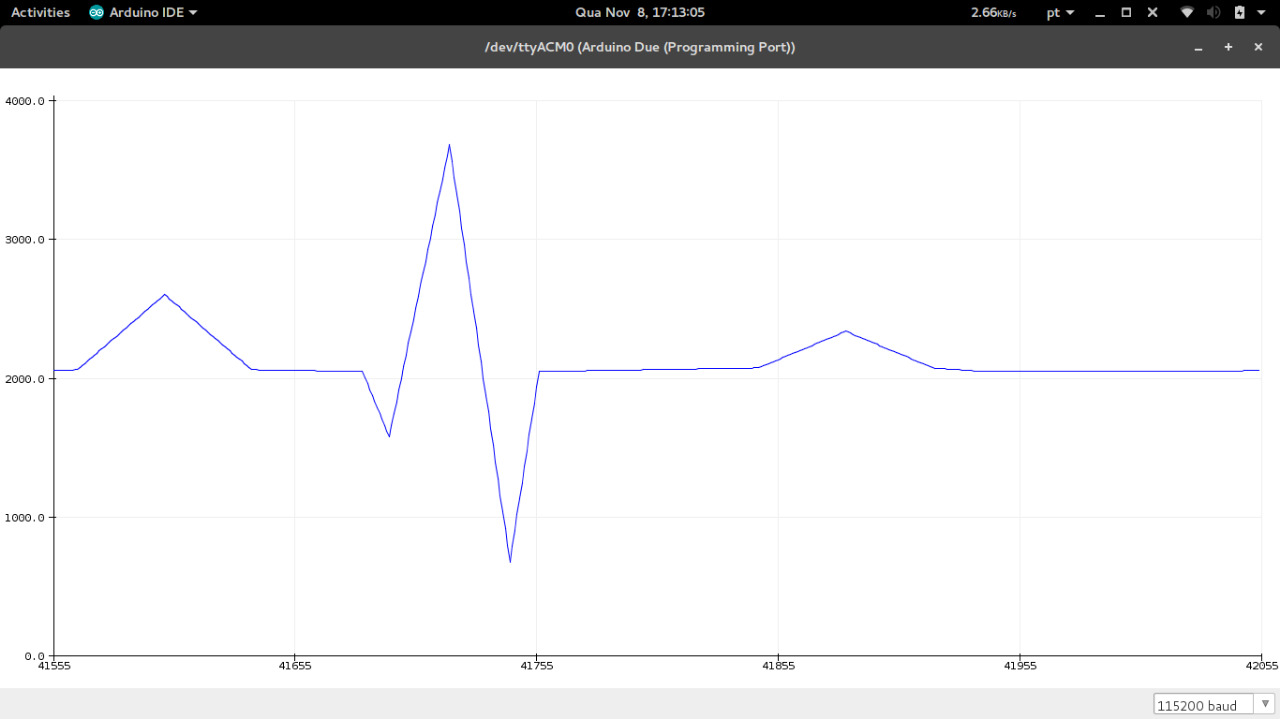 Activities Arduino IDE Qua Nov 8, 17:13:05 2.66KB/s pt
/dev/ttyACM0 (Arduino Due (Programming Port))
4000.0
3000.0
2000.0
1000.0
0.0
41555 41655 41755 41855 41955 42055
115200 baud